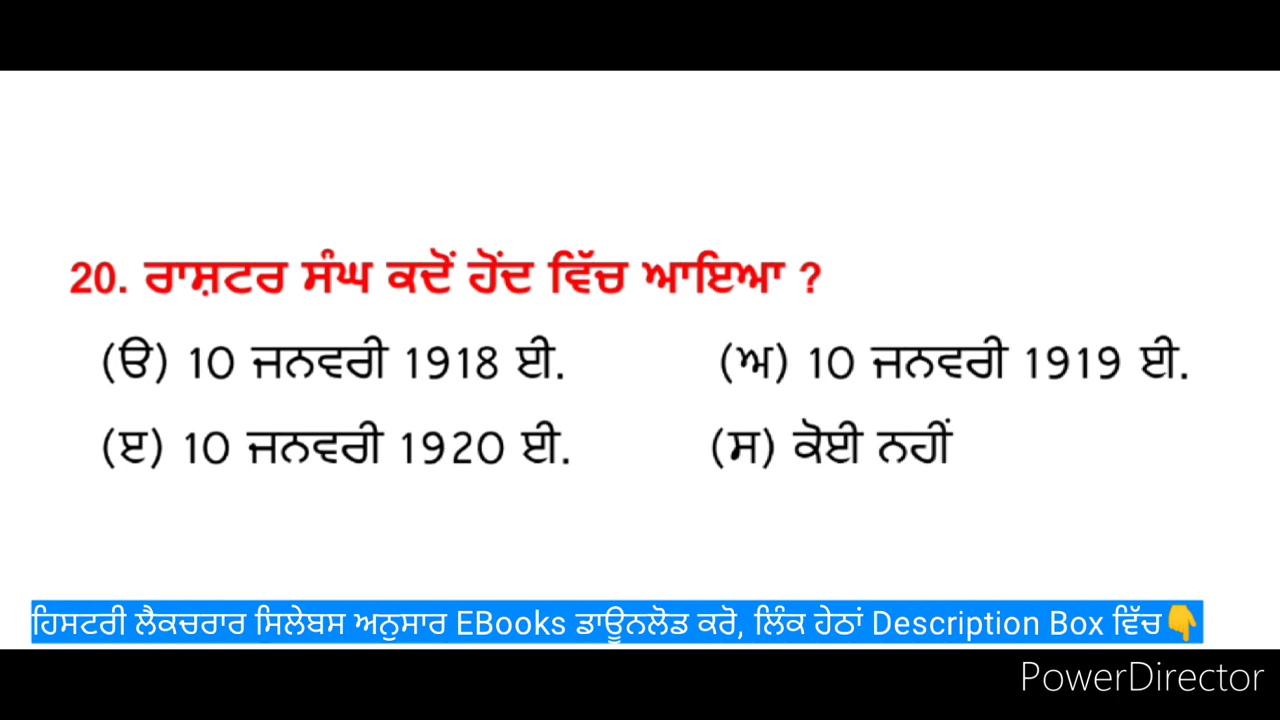 20. ਰਾਸ਼ਟਰ ਸੰਘ ਕਦੋਂ ਹੋਂਦ ਵਿੱਚ ਆਇਆ ?
(ੳ) 10 ਜਨਵਰੀ 1918 ਈ. (ਅ) 10 ਜਨਵਰੀ 1919 ਈ.
(ੲ) 10 ਜਨਵਰੀ 1920 ਈ. (ਸ) ਕੋਈ ਨਹੀਂ
ਹਿਸਟਰੀ ਲੈਕਚਰਾਰ ਸਿਲੇਬਸ ਅਨੁਸਾਰ EBooks ਡਾਊਨਲੋਡ ਕਰੋ, ਲਿੰਕ ਹੇਠਾਂ Description Box ਵਿੱਚ👇
PowerDirector